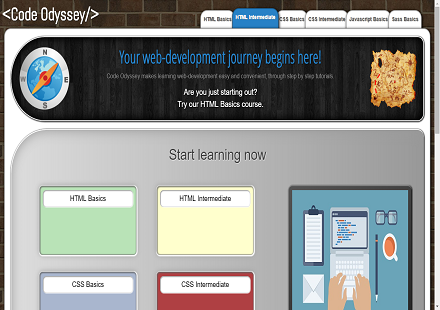 <Code Odyssey/>
HTML Basics
HTML Intermediate
CSS Basics
CSS Intermediate
Javascript Basics
Sass Basics
Your web-development journey begins here!
Code Odyssey makes learning web-development easy and convenient, through step by step tutorials
Are you just starting out?
Try our HTML Basics course.
N
E
S
W
Start learning now
HTML Basics
HTML Intermediate
CSS Basics
CSS Intermediate